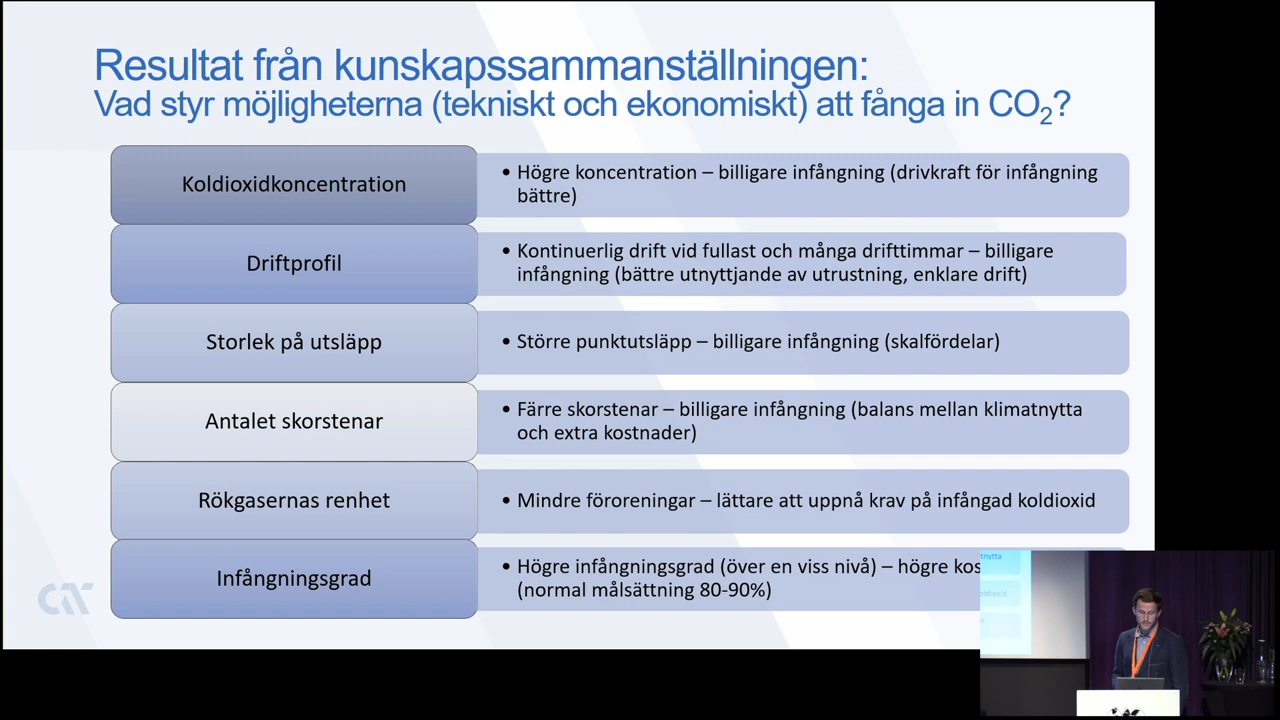 Resultat från kunskapssammanställningen:
Vad styr möjligheterna (tekniskt och ekonomiskt) att fånga in CO₂?
Koldioxidkoncentration
• Högre koncentration – billigare infångning (drivkraft för infångning
bättre)
Driftprofil
• Kontinuerlig drift vid fullast och många drifttimmar – billigare
infångning (bättre utnyttjande av utrustning, enklare drift)
Storlek på utsläpp
• Större punktutsläpp – billigare infångning (skalfördelar)
Antalet skorstenar
• Färre skorstenar – billigare infångning (balans mellan klimatnytta
och extra kostnader)
Rökgasernas renhet
• Mindre föroreningar – lättare att uppnå krav på infångad koldioxid
Infångningsgrad
• Högre infångningsgrad (över en viss nivå) – högre kos
(normal målsättning 80-90%)